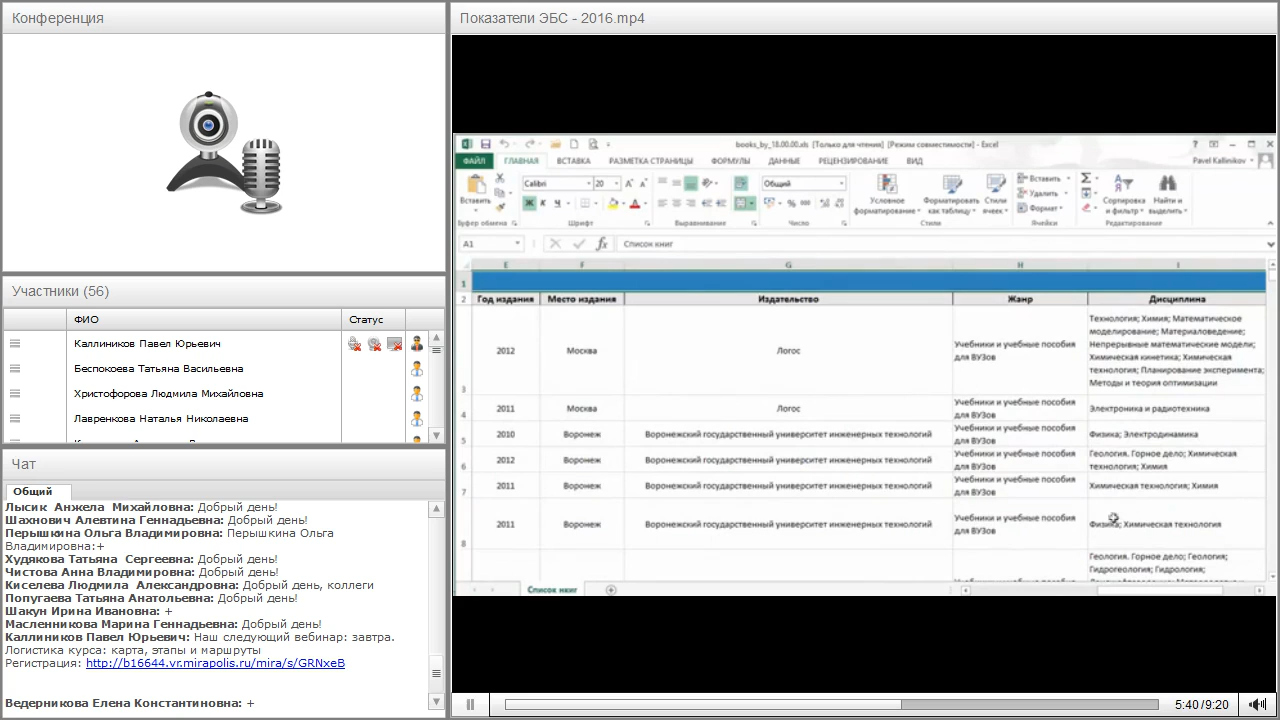 Конференция
Показатели ЭБС - 2016.mp4
Участники (56)
ФИО
Статус
Каллиников Павел Юрьевич
Белокоева Татьяна Васильевна
Христофорова Людмила Михайловна
Лавренкова Наталья Николаевна
Чат
Общий
Лысик Анжела Михайловна: Добрый день!
Шахнович Алевтина Геннадьевна: Добрый день!
Перышкина Ольга Владимировна: Перышкина Ольга
Владимировна:+
Худякова Татьяна Сергеевна: Добрый день!
Чистова Анна Владимировна: Добрый день!
Киселева Людмила Александровна: Добрый день, коллеги
Попугаева Татьяна Анатольевна: Добрый день!
Шакун Ирина Ивановна: +
Масленникова Марина Геннадьевна: Добрый день!
Каллиников Павел Юрьевич: Наш следующий вебинар: завтра.
Логистика курса: карта, этапы и маршруты
Регистрация: http://b16644.vr.mirapolis.ru/mira/s/GRNxeB
Ведерникова Елена Константиновна: +
books_by_18.00.00.xls [Только для чтения] [Режим совместимости] - Excel
ФАЙЛ ГЛАВНАЯ ВСТАВКА РАЗМЕТКА СТРАНИЦЫ ФОРМУЛЫ ДАННЫЕ РЕЦЕНЗИРОВАНИЕ ВИД Pavel Kallinikov
Вставить
Calibri 20
Ж К Ч
Общий
Условное форматирование
Форматировать как таблицу
Стили ячеек
Вставить
Удалить
Формат
Сортировка и фильтр
Найти и выделить
Буфер обмена Шрифт Выравнивание Число Стили Ячейки Редактирование
A1 fx Список книг
E F G H I
1
2 Год издания Место издания Издательство Жанр Дисциплина
3 2012 Москва Логос Учебники и учебные пособия для ВУЗов
Технология; Химия; Математическое
моделирование; Материаловедение;
Непрерывные математические модели;
Химическая кинетика; Химическая
технология; Планирование эксперимента;
Методы и теория оптимизации
4 2011 Москва Логос Учебники и учебные пособия для ВУЗов Электроника и радиотехника
5 2010 Воронеж Воронежский государственный университет инженерных технологий Учебники и учебные пособия для ВУЗов Физика; Электродинамика
6 2012 Воронеж Воронежский государственный университет инженерных технологий Учебники и учебные пособия для ВУЗов Геология. Горное дело; Химическая технология; Химия
7 2011 Воронеж Воронежский государственный университет инженерных технологий Учебники и учебные пособия для ВУЗов Химическая технология; Химия
8 2011 Воронеж Воронежский государственный университет инженерных технологий Учебники и учебные пособия для ВУЗов Физика; Химическая технология
Геология. Горное дело; Геология;
Гидрогеология; Гидрология;
Список книг
5:40/9:20